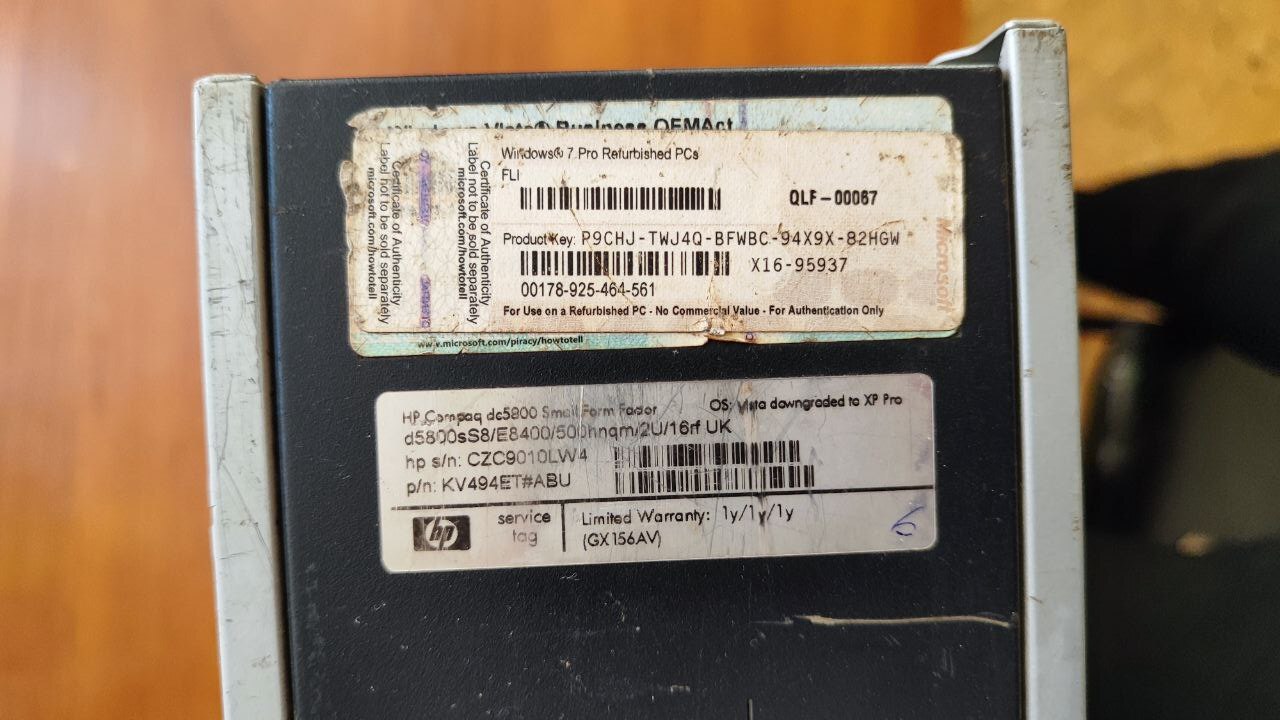 Vista® Business OEMAct
Windows® 7 Pro Refurbished PCs
FLI
QLF-00067
Product Key: P9CHJ-TWJ4Q-BFWBC-94X9X-82HGW
X16-95937
00178-925-464-561
For Use on a Refurbished PC - No Commercial Value - For Authentication Only
Certificate of Authenticity
Label not to be sold separately
microsoft.com/howtotell
Certificate of Authenticity
Label not to be sold separately
microsoft.com/howtotell
Microsoft
www.microsoft.com/piracy/howtotell
HP Compaq dc5800 Small Form Factor OS: Vista downgraded to XP Pro
d5800sS8/E8400/500hnqm/2U/16rf UK
hp s/n: CZC9010LW4
p/n: KV494ET#ABU
hp
service
tag
Limited Warranty: 1y/1y/1y
(GX156AV)